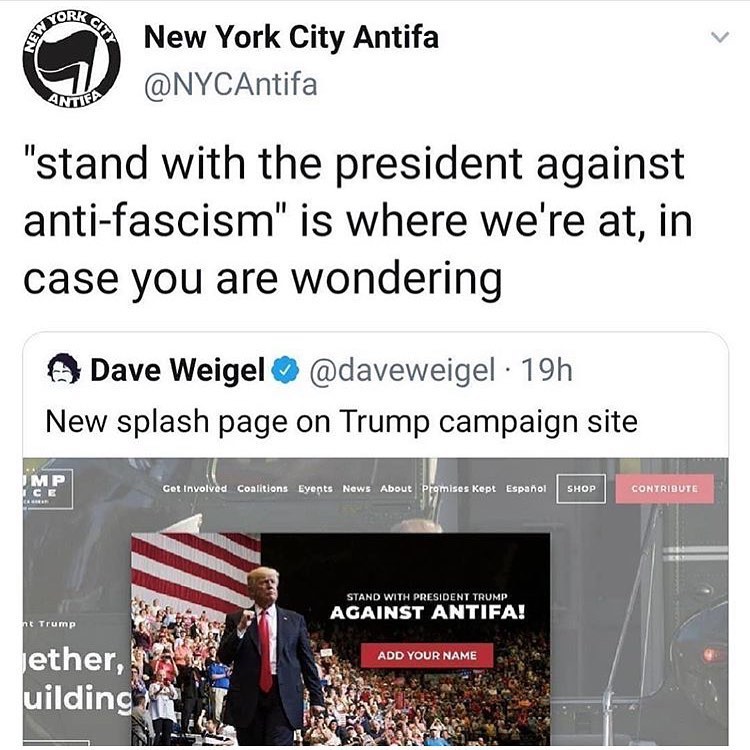 NEW YORK CITY
ANTIFA
New York City Antifa
@NYCAntifa
"stand with the president against
anti-fascism" is where we're at, in
case you are wondering
Dave Weigel @daveweigel · 19h
New splash page on Trump campaign site
MP
CE
Get Involved Coalitions Events News About Promises Kept Español SHOP CONTRIBUTE
STAND WITH PRESIDENT TRUMP
AGAINST ANTIFA!
ADD YOUR NAME
nt Trump
ether,
uilding